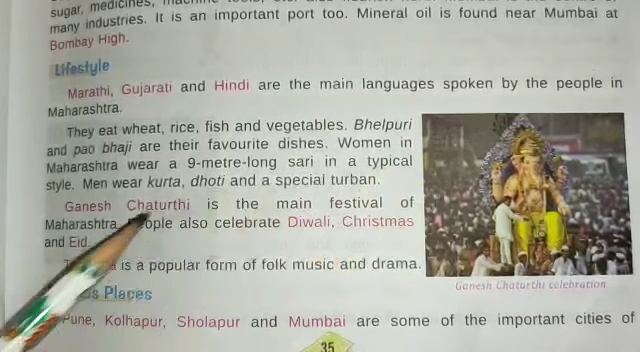 sugar, medicines,
many industries. It is an important port too. Mineral oil is found near Mumbai at
Bombay High.
Lifestyle
Marathi, Gujarati and Hindi are the main languages spoken by the people in
Maharashtra.
They eat wheat, rice, fish and vegetables. Bhelpuri
and pao bhaji are their favourite dishes. Women in
Maharashtra wear a 9-metre-long sari in a typical
style. Men wear kurta, dhoti and a special turban.
Ganesh Chaturthi is the main festival of
Maharashtra. People also celebrate Diwali, Christmas
and Eid.
is a popular form of folk music and drama.
Ganesh Chaturthi celebration
Places
Pune, Kolhapur, Sholapur and Mumbai are some of the important cities of
35